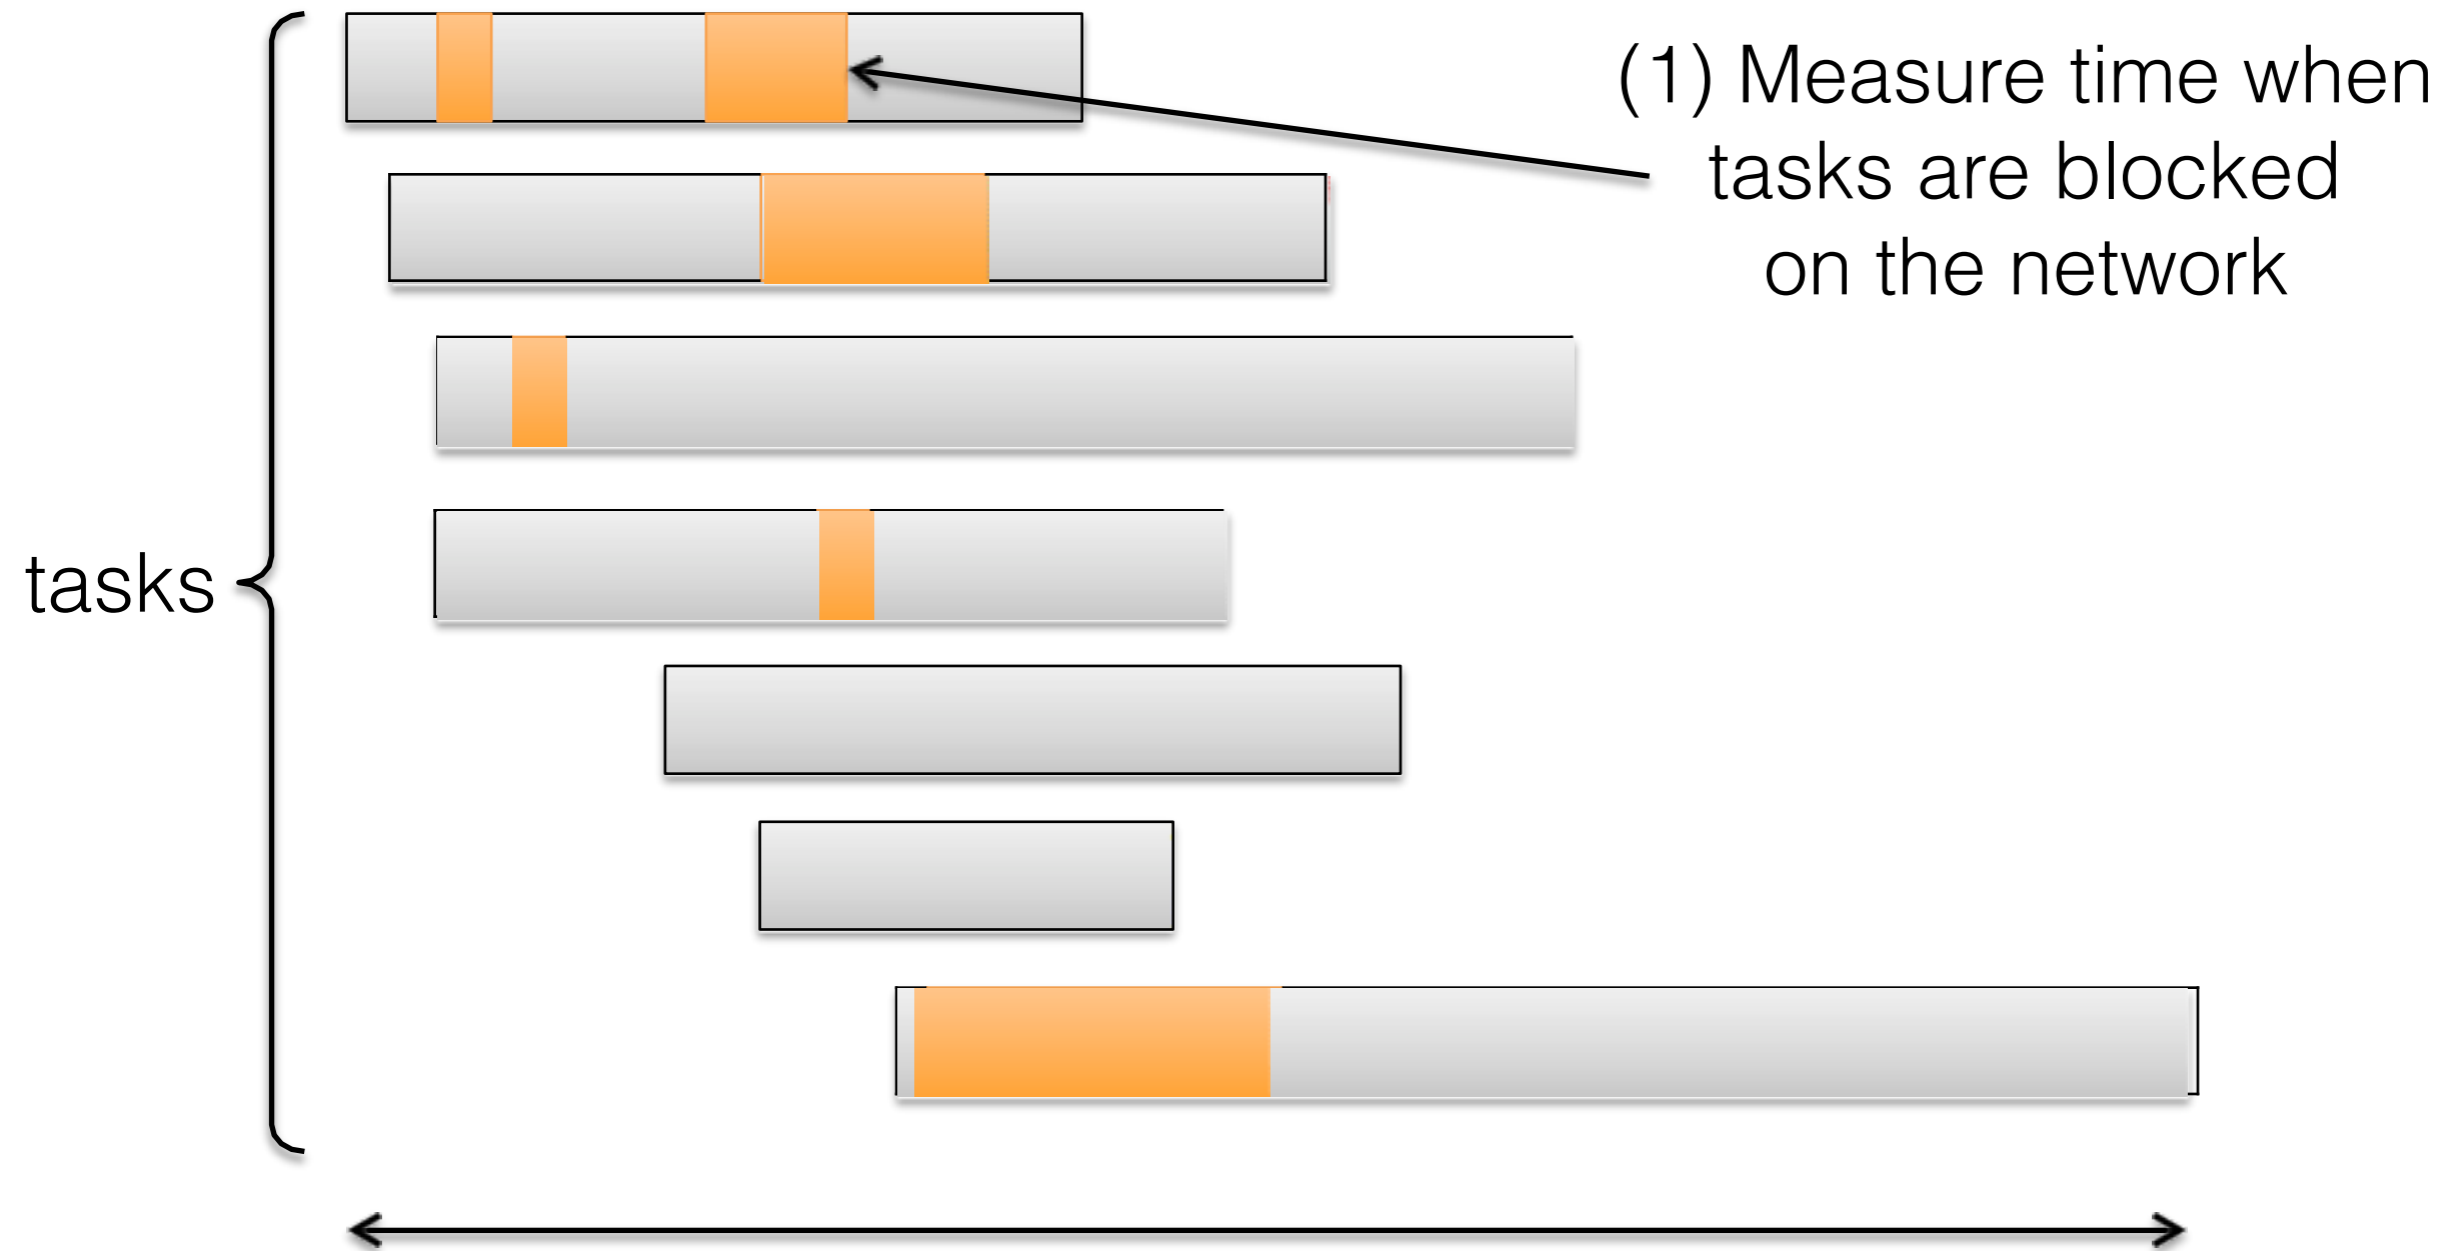 (1) Measure time when
tasks are blocked
on the network
tasks